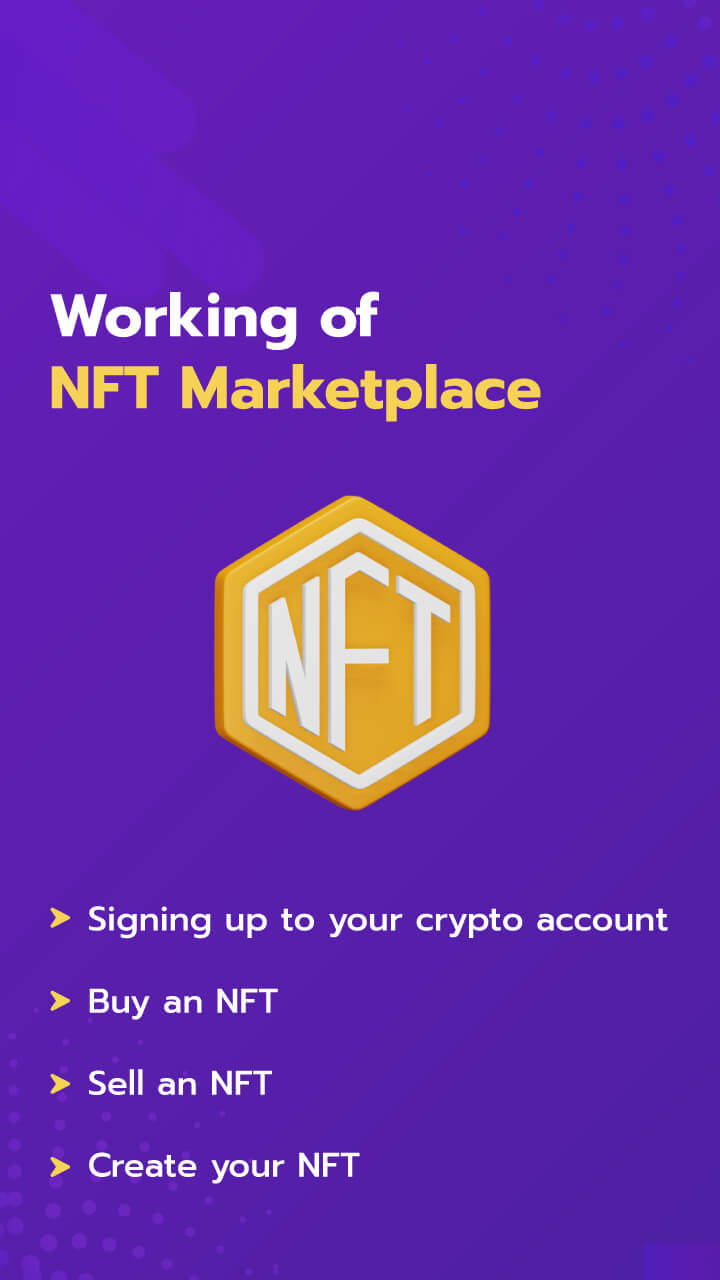 Working of
NFT Marketplace
NFT
Signing up to your crypto account
Buy an NFT
Sell an NFT
Create your NFT